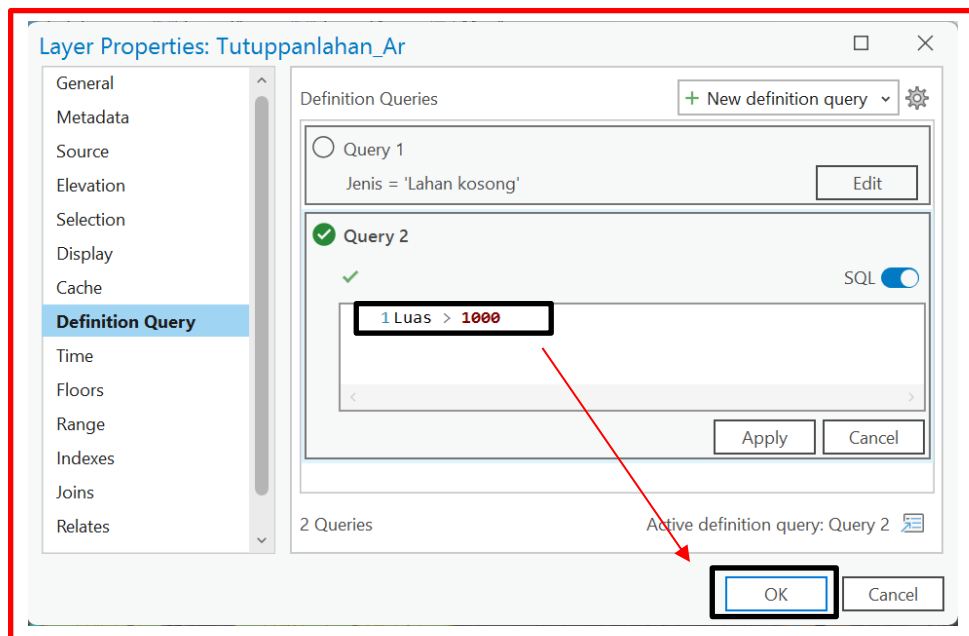 Layer Properties: Tutuppanlahan_Ar
General
Metadata
Source
Elevation
Selection
Display
Cache
Definition Query
Time
Floors
Range
Indexes
Joins
Relates
Definition Queries
+ New definition query
Query 1
Jenis = 'Lahan kosong'
Edit
Query 2
SQL
1 Luas > 1000
Apply
Cancel
2 Queries
Active definition query: Query 2
OK
Cancel